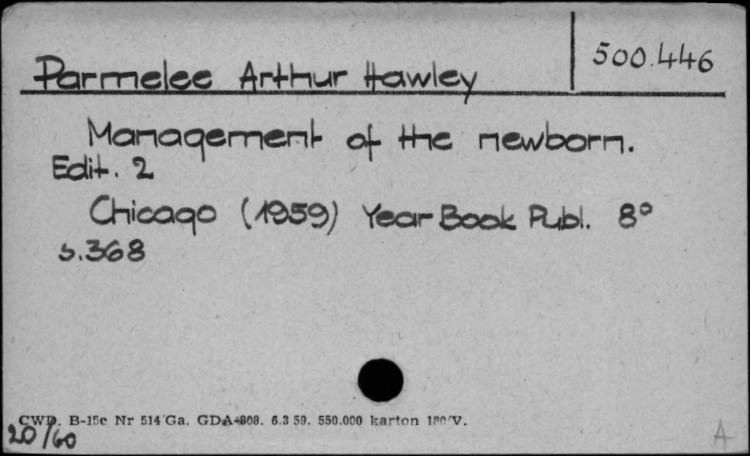 Parmelee Arthur Hawley
500.446
Management of the newborn.
Edit. 2
Chicago (1959) Year Book Publ. 8°
s.368
CWD. B-15c Nr 514 Ga. GDA-808. 6.3 59. 550.000 karton
20/60
A